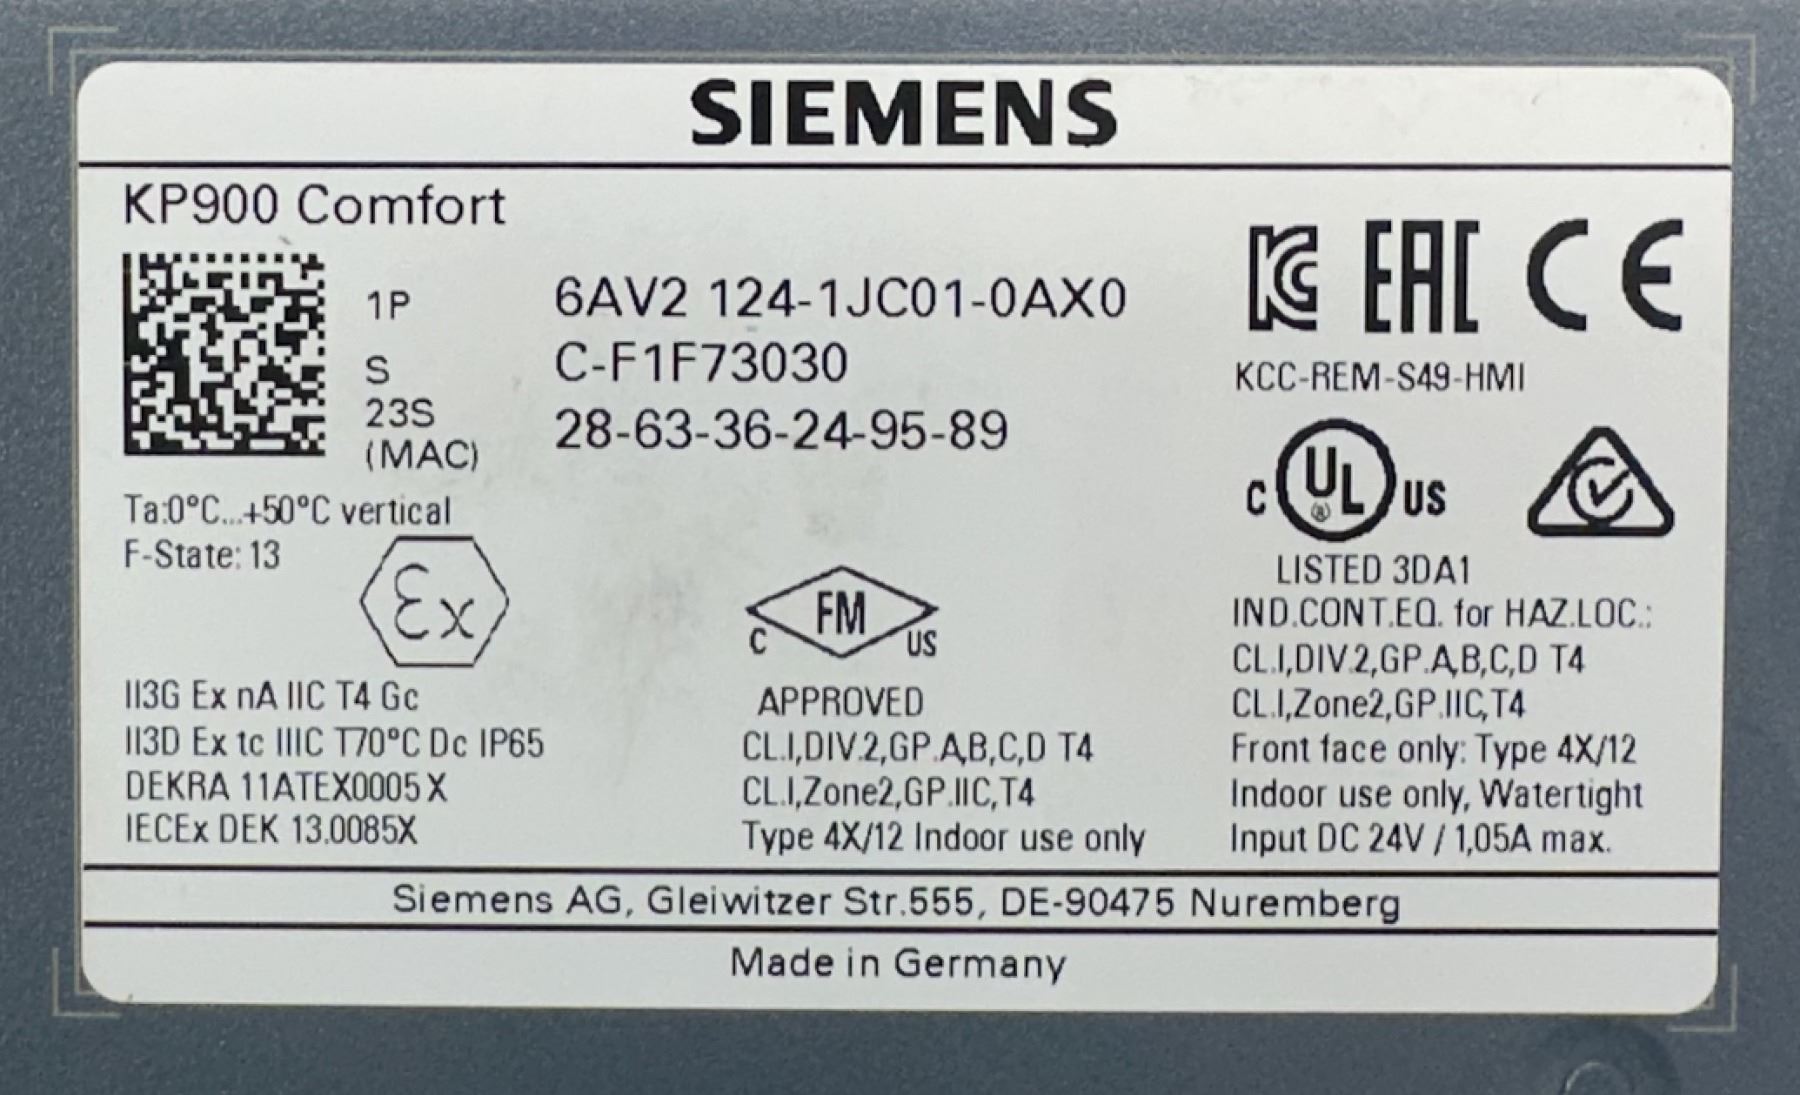 SIEMENS
KP900 Comfort
1P 6AV2 124-1JC01-0AX0
S C-F1F73030
23S
(MAC) 28-63-36-24-95-89
Ta:0°C...+50°C vertical
F-State: 13
Ex
II3G Ex nA IIC T4 Gc
II3D Ex tc IIIC T70°C Dc IP65
DEKRA 11ATEX0005 X
IECEx DEK 13.0085X
C FM US
APPROVED
CL.I,DIV.2,GP.A,B,C,D T4
CL.I,Zone2,GP.IIC,T4
Type 4X/12 Indoor use only
KC EAC CE
KCC-REM-S49-HMI
C UL® US
LISTED 3DA1
IND.CONT.EQ. for HAZ.LOC.:
CL.I,DIV.2,GP.A,B,C,D T4
CL.I,Zone2,GP.IIC,T4
Front face only: Type 4X/12
Indoor use only, Watertight
Input DC 24V / 1,05A max.
Siemens AG, Gleiwitzer Str.555, DE-90475 Nuremberg
Made in Germany